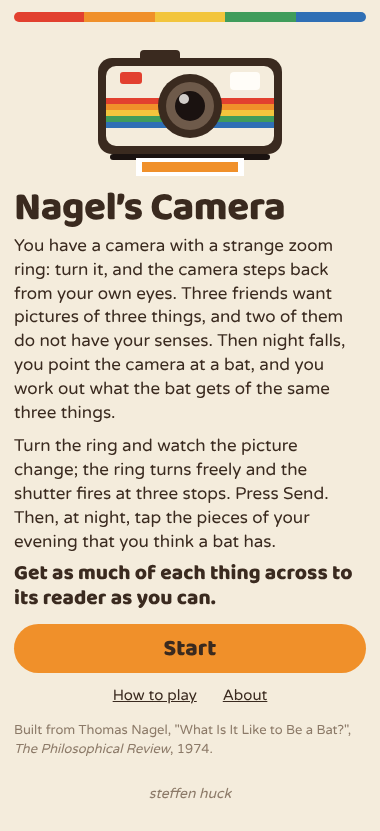 Nagel's Camera
You have a camera with a strange zoom
ring: turn it, and the camera steps back
from your own eyes. Three friends want
pictures of three things, and two of them
do not have your senses. Then night falls,
you point the camera at a bat, and you
work out what the bat gets of the same
three things.
Turn the ring and watch the picture
change; the ring turns freely and the
shutter fires at three stops. Press Send.
Then, at night, tap the pieces of your
evening that you think a bat has.
Get as much of each thing across to
its reader as you can.
Start
How to play About
Built from Thomas Nagel, "What Is It Like to Be a Bat?",
The Philosophical Review, 1974.
steffen huck